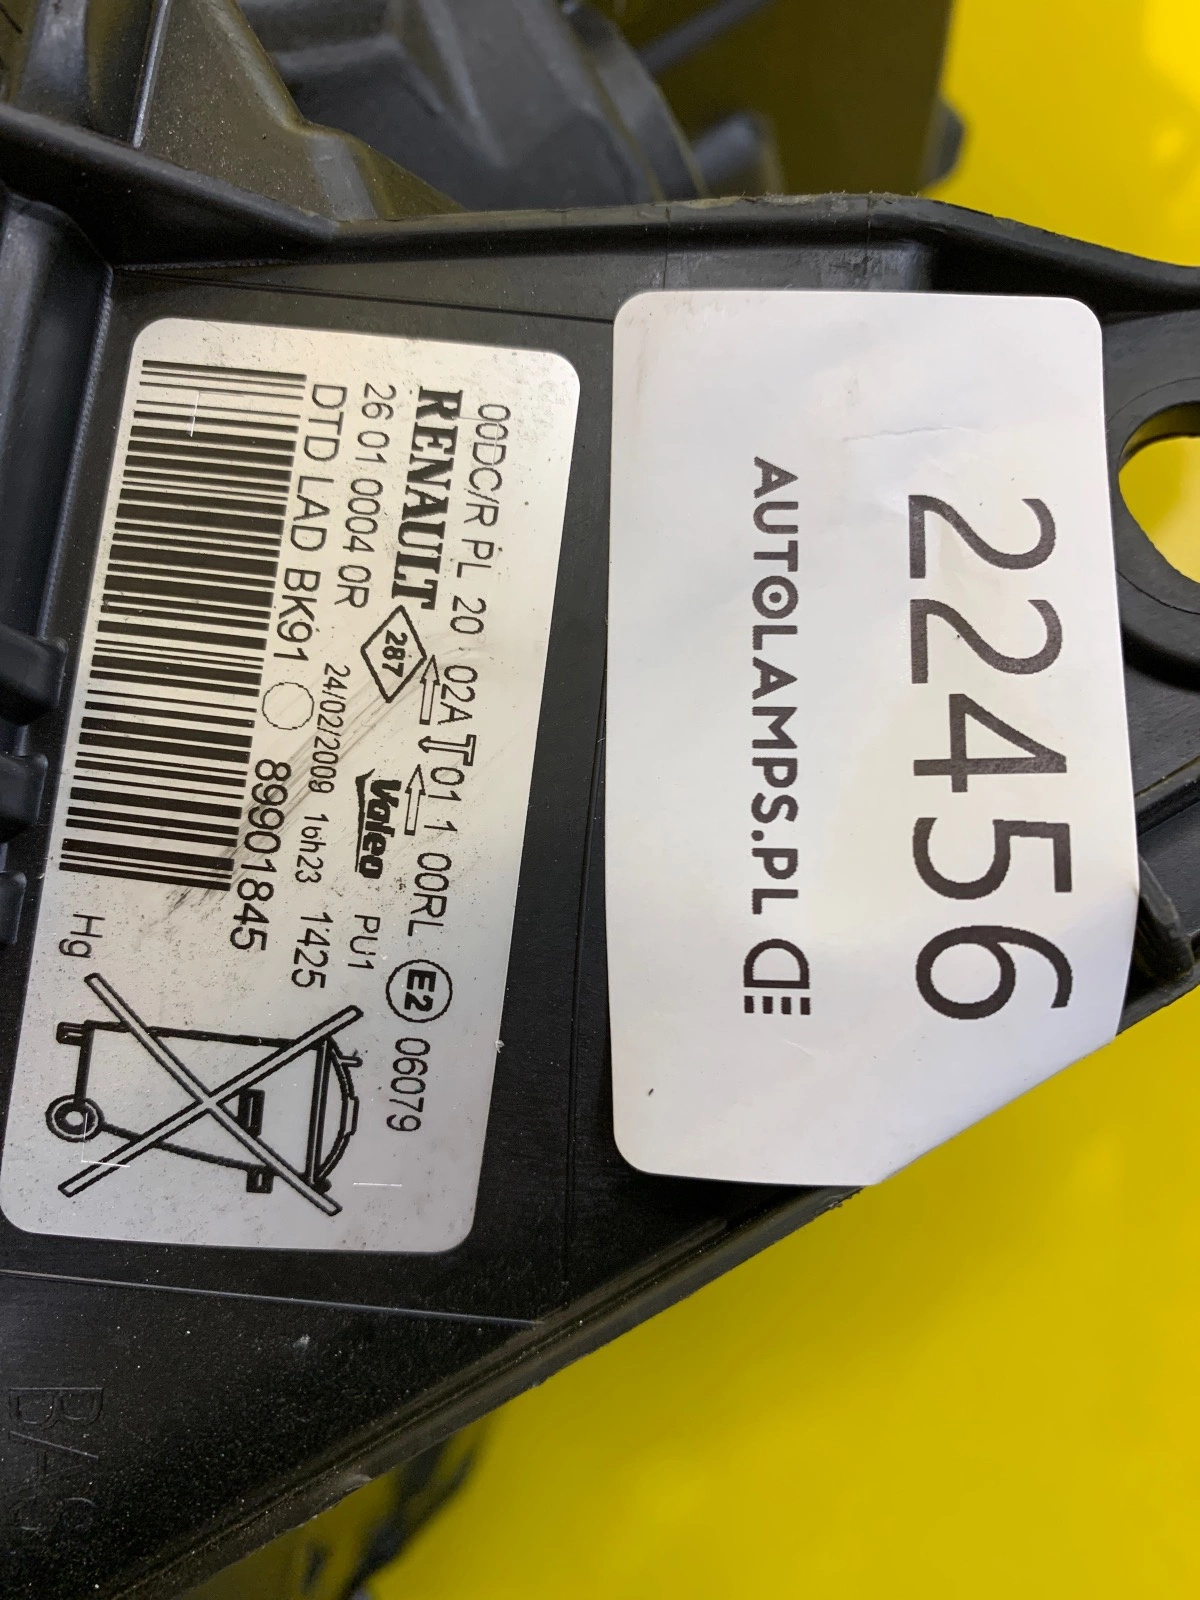 00DC/R PL 20 02A 01 1 00RL E2 06079
RENAULT 287 Valeo PU1
26 01 0004 0R 24/02/2009 16h23 1425
DTD LAD BK91 89901845
Hg
22456
AUTOLAMPS.PL
BAS